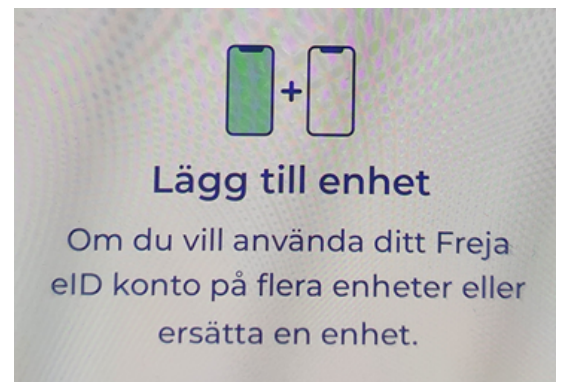 Lägg till enhet
Om du vill använda ditt Freja
eID konto på flera enheter eller
ersätta en enhet.